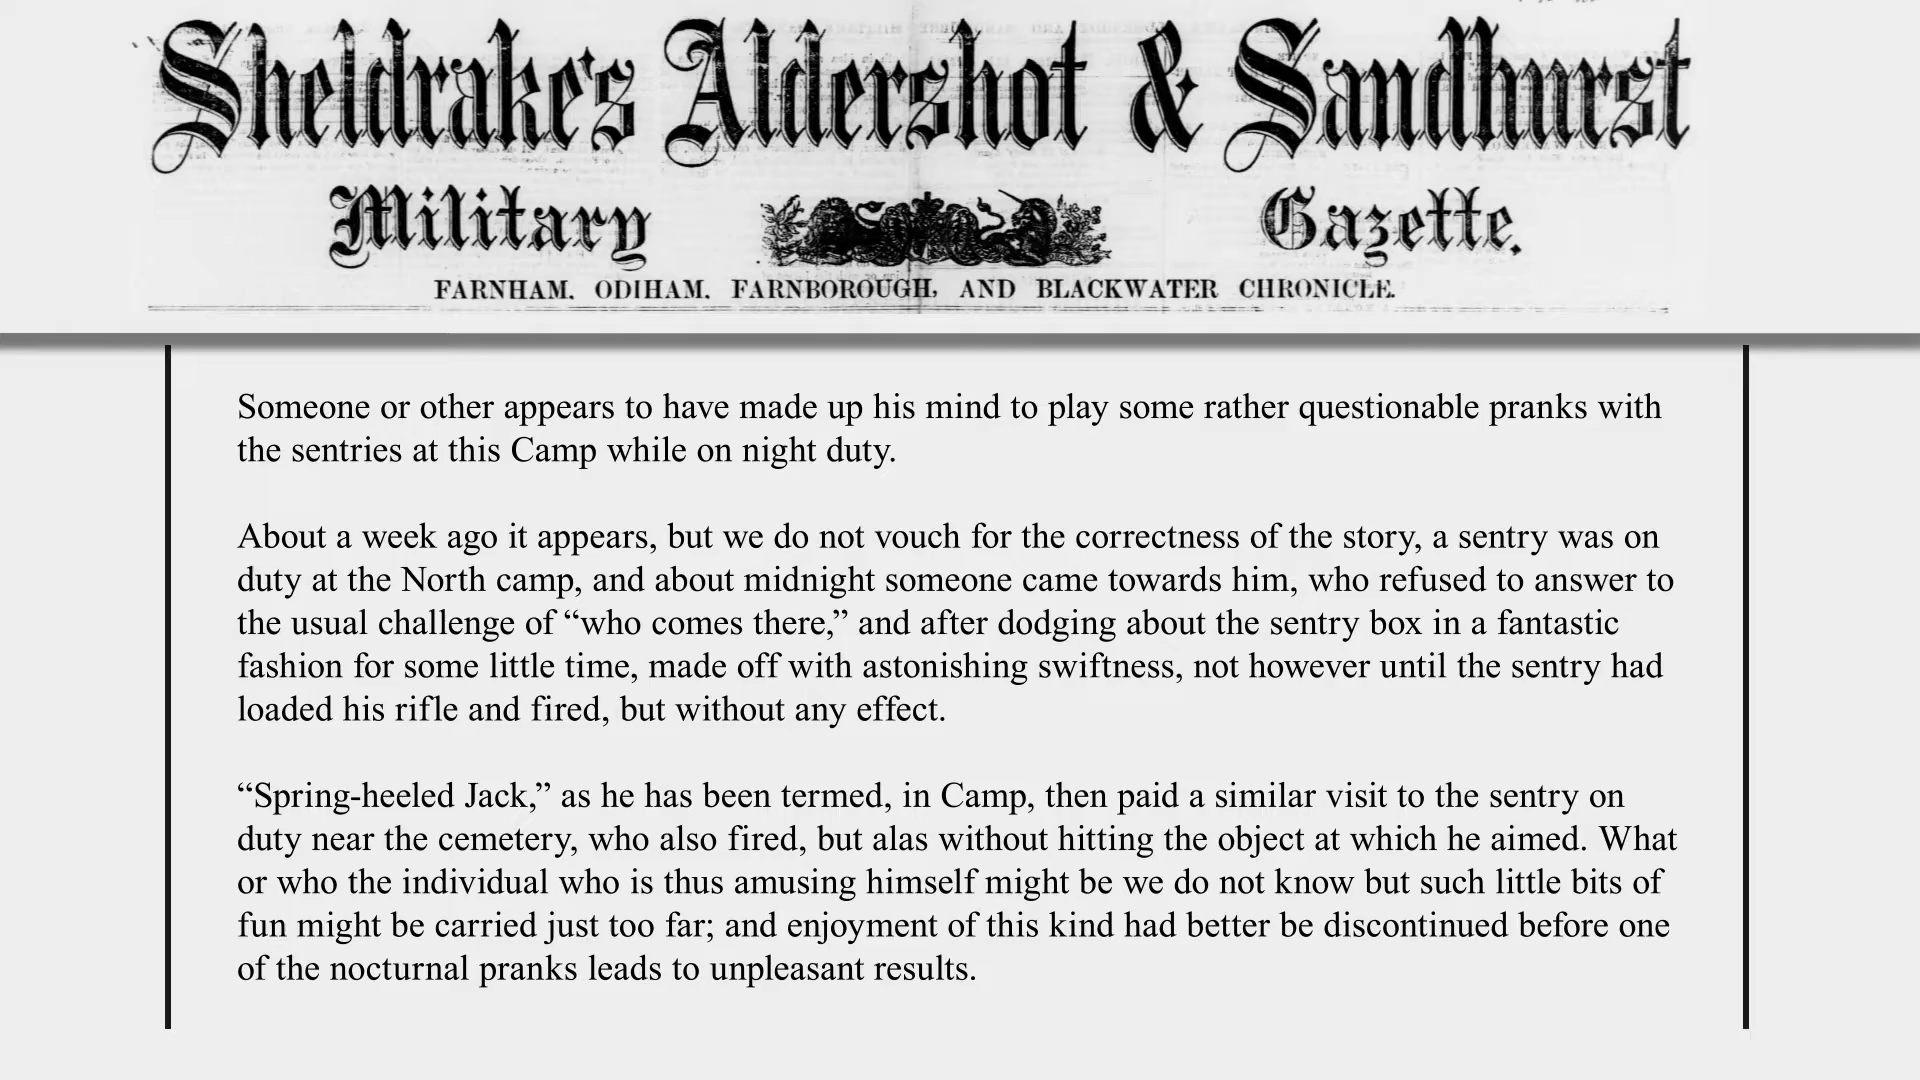 Sheldrake's Aldershot & Sandhurst
Military Gazette.
FARNHAM, ODIHAM, FARNBOROUGH, AND BLACKWATER CHRONICLE.
Someone or other appears to have made up his mind to play some rather questionable pranks with
the sentries at this Camp while on night duty.
About a week ago it appears, but we do not vouch for the correctness of the story, a sentry was on
duty at the North camp, and about midnight someone came towards him, who refused to answer to
the usual challenge of “who comes there,” and after dodging about the sentry box in a fantastic
fashion for some little time, made off with astonishing swiftness, not however until the sentry had
loaded his rifle and fired, but without any effect.
“Spring-heeled Jack,” as he has been termed, in Camp, then paid a similar visit to the sentry on
duty near the cemetery, who also fired, but alas without hitting the object at which he aimed. What
or who the individual who is thus amusing himself might be we do not know but such little bits of
fun might be carried just too far; and enjoyment of this kind had better be discontinued before one
of the nocturnal pranks leads to unpleasant results.